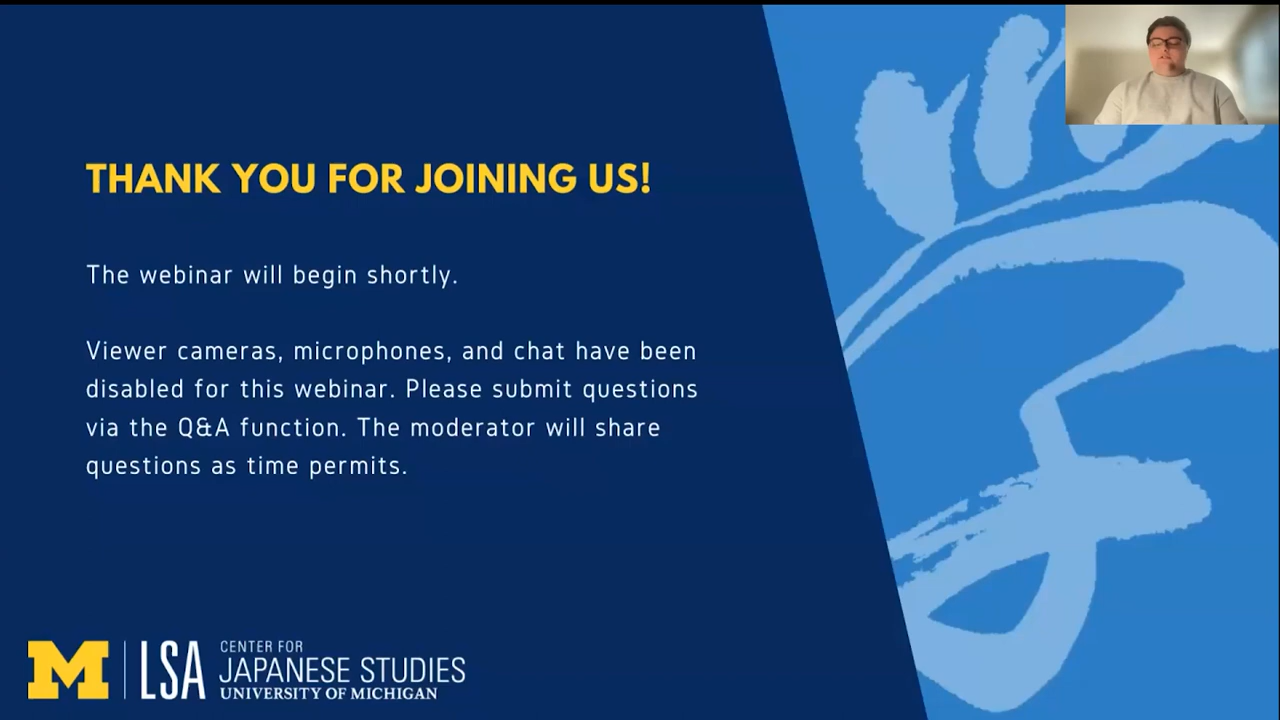 THANK YOU FOR JOINING US!
The webinar will begin shortly.
Viewer cameras, microphones, and chat have been
disabled for this webinar. Please submit questions
via the Q&A function. The moderator will share
questions as time permits.
学
M LSA CENTER FOR
JAPANESE STUDIES
UNIVERSITY OF MICHIGAN